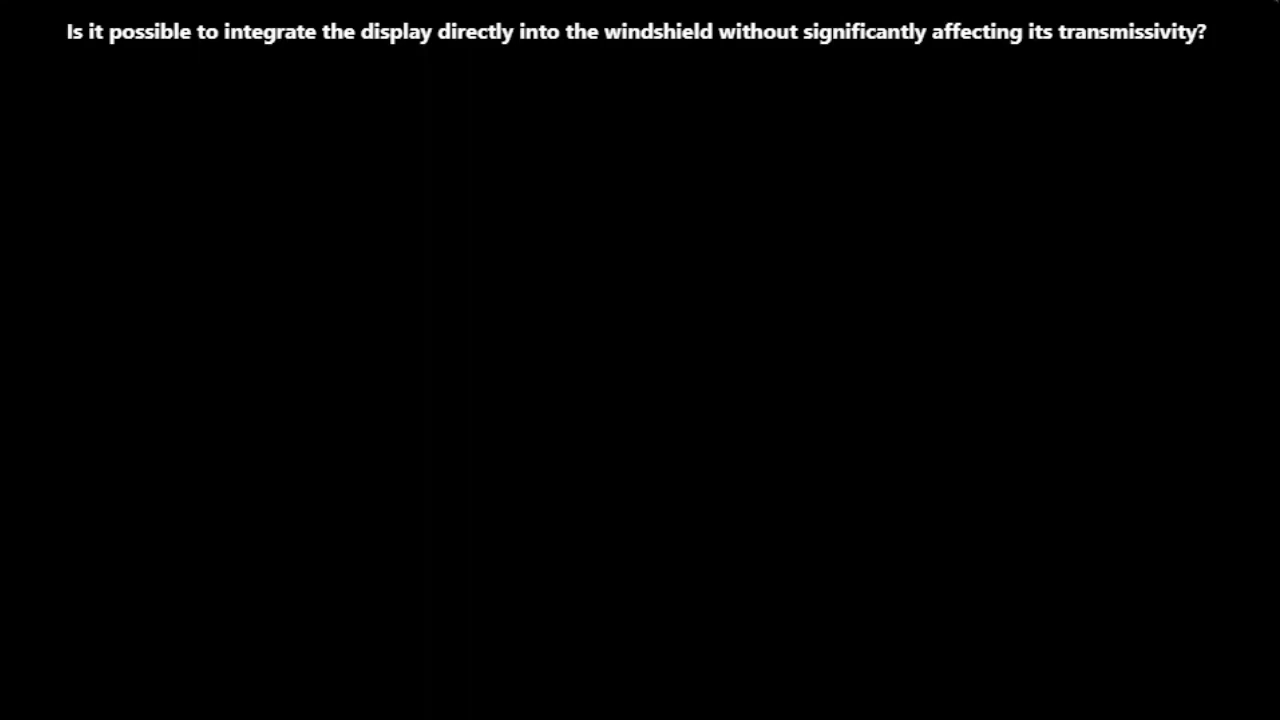 Is it possible to integrate the display directly into the windshield without significantly affecting its transmissivity?